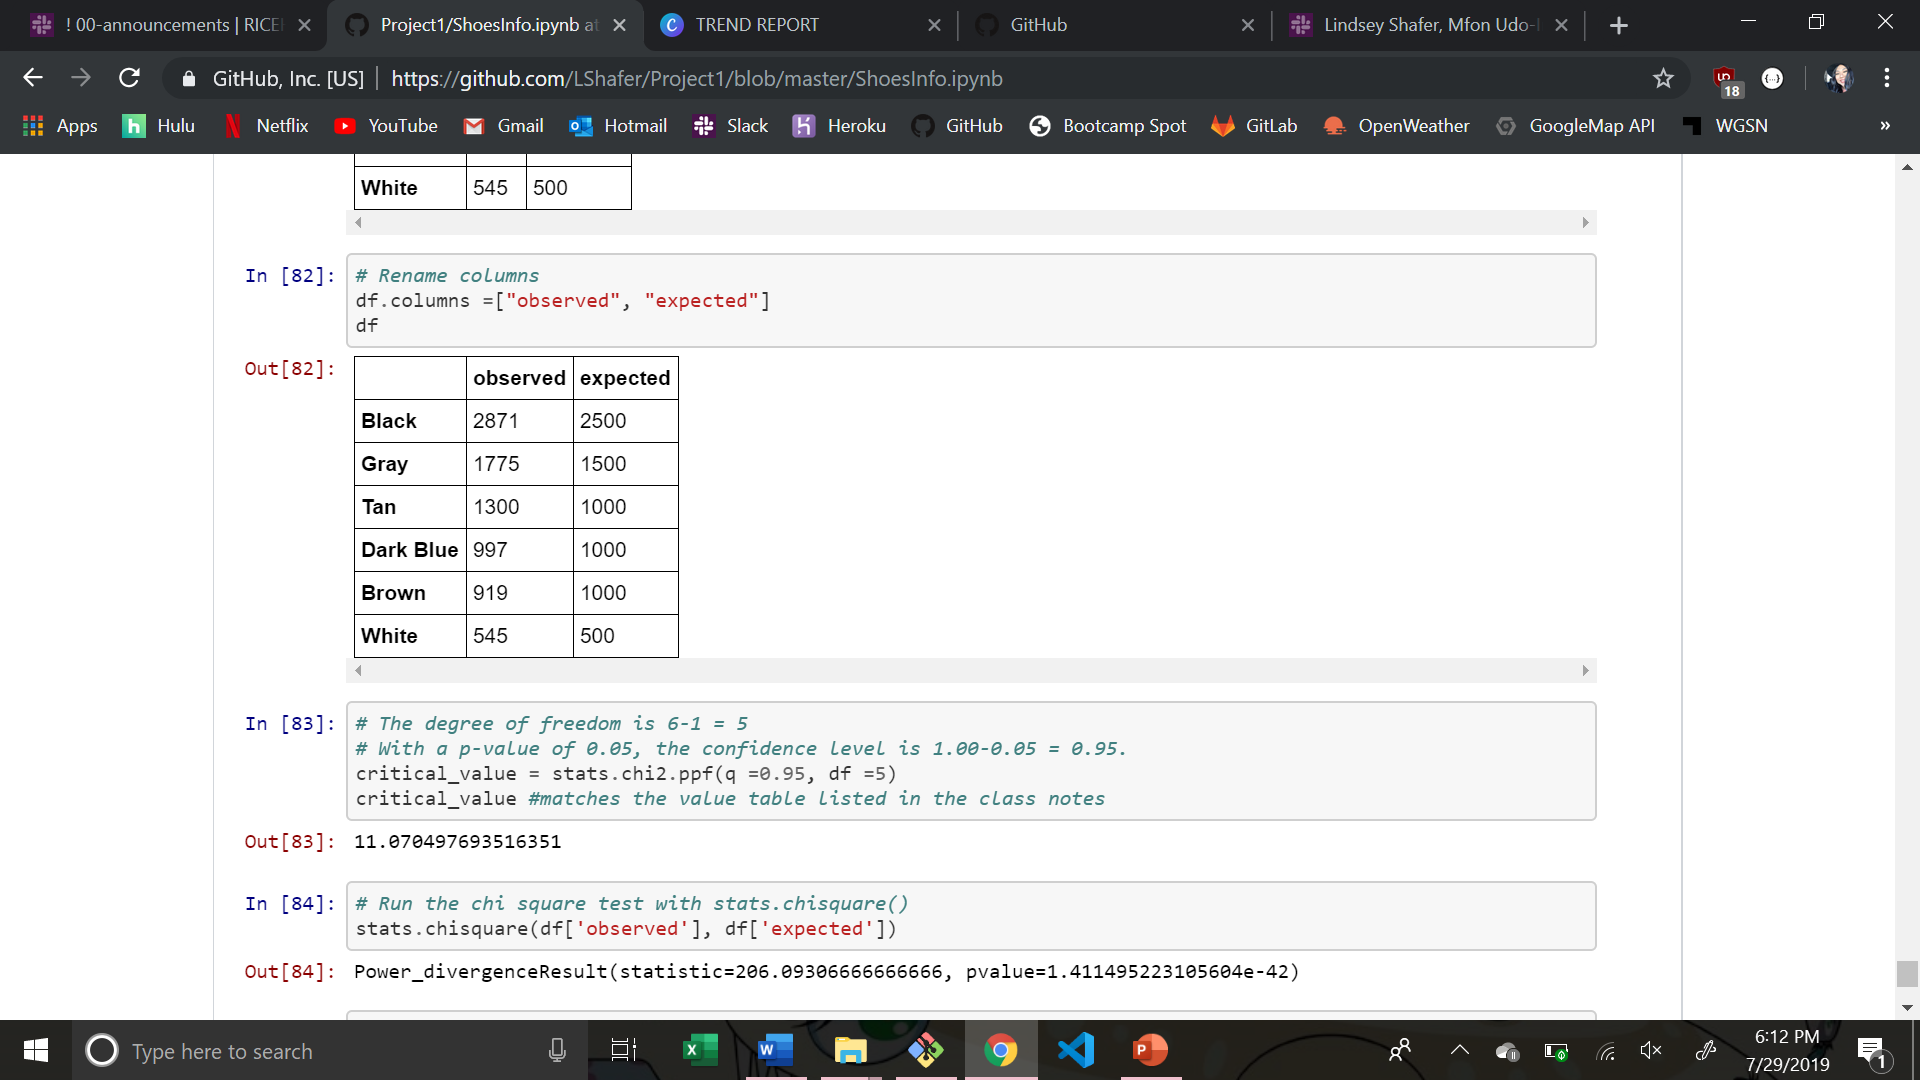 ! 00-announcements | RICE
Project1/ShoesInfo.ipynb at
TREND REPORT
GitHub
Lindsey Shafer, Mfon Udo-
GitHub, Inc. [US]
https://github.com/LShafer/Project1/blob/master/ShoesInfo.ipynb
18
Apps
Hulu
Netflix
YouTube
Gmail
Hotmail
Slack
Heroku
GitHub
Bootcamp Spot
GitLab
OpenWeather
GoogleMap API
WGSN
»
White 545 500
In [82]:
# Rename columns
df.columns =["observed", "expected"]
df
Out[82]:
observed expected
Black 2871 2500
Gray 1775 1500
Tan 1300 1000
Dark Blue 997 1000
Brown 919 1000
White 545 500
In [83]:
# The degree of freedom is 6-1 = 5
# With a p-value of 0.05, the confidence level is 1.00-0.05 = 0.95.
critical_value = stats.chi2.ppf(q =0.95, df =5)
critical_value #matches the value table listed in the class notes
Out[83]: 11.070497693516351
In [84]:
# Run the chi square test with stats.chisquare()
stats.chisquare(df['observed'], df['expected'])
Out[84]: Power_divergenceResult(statistic=206.09306666666666, pvalue=1.411495223105604e-42)
Type here to search
6:12 PM
7/29/2019
1